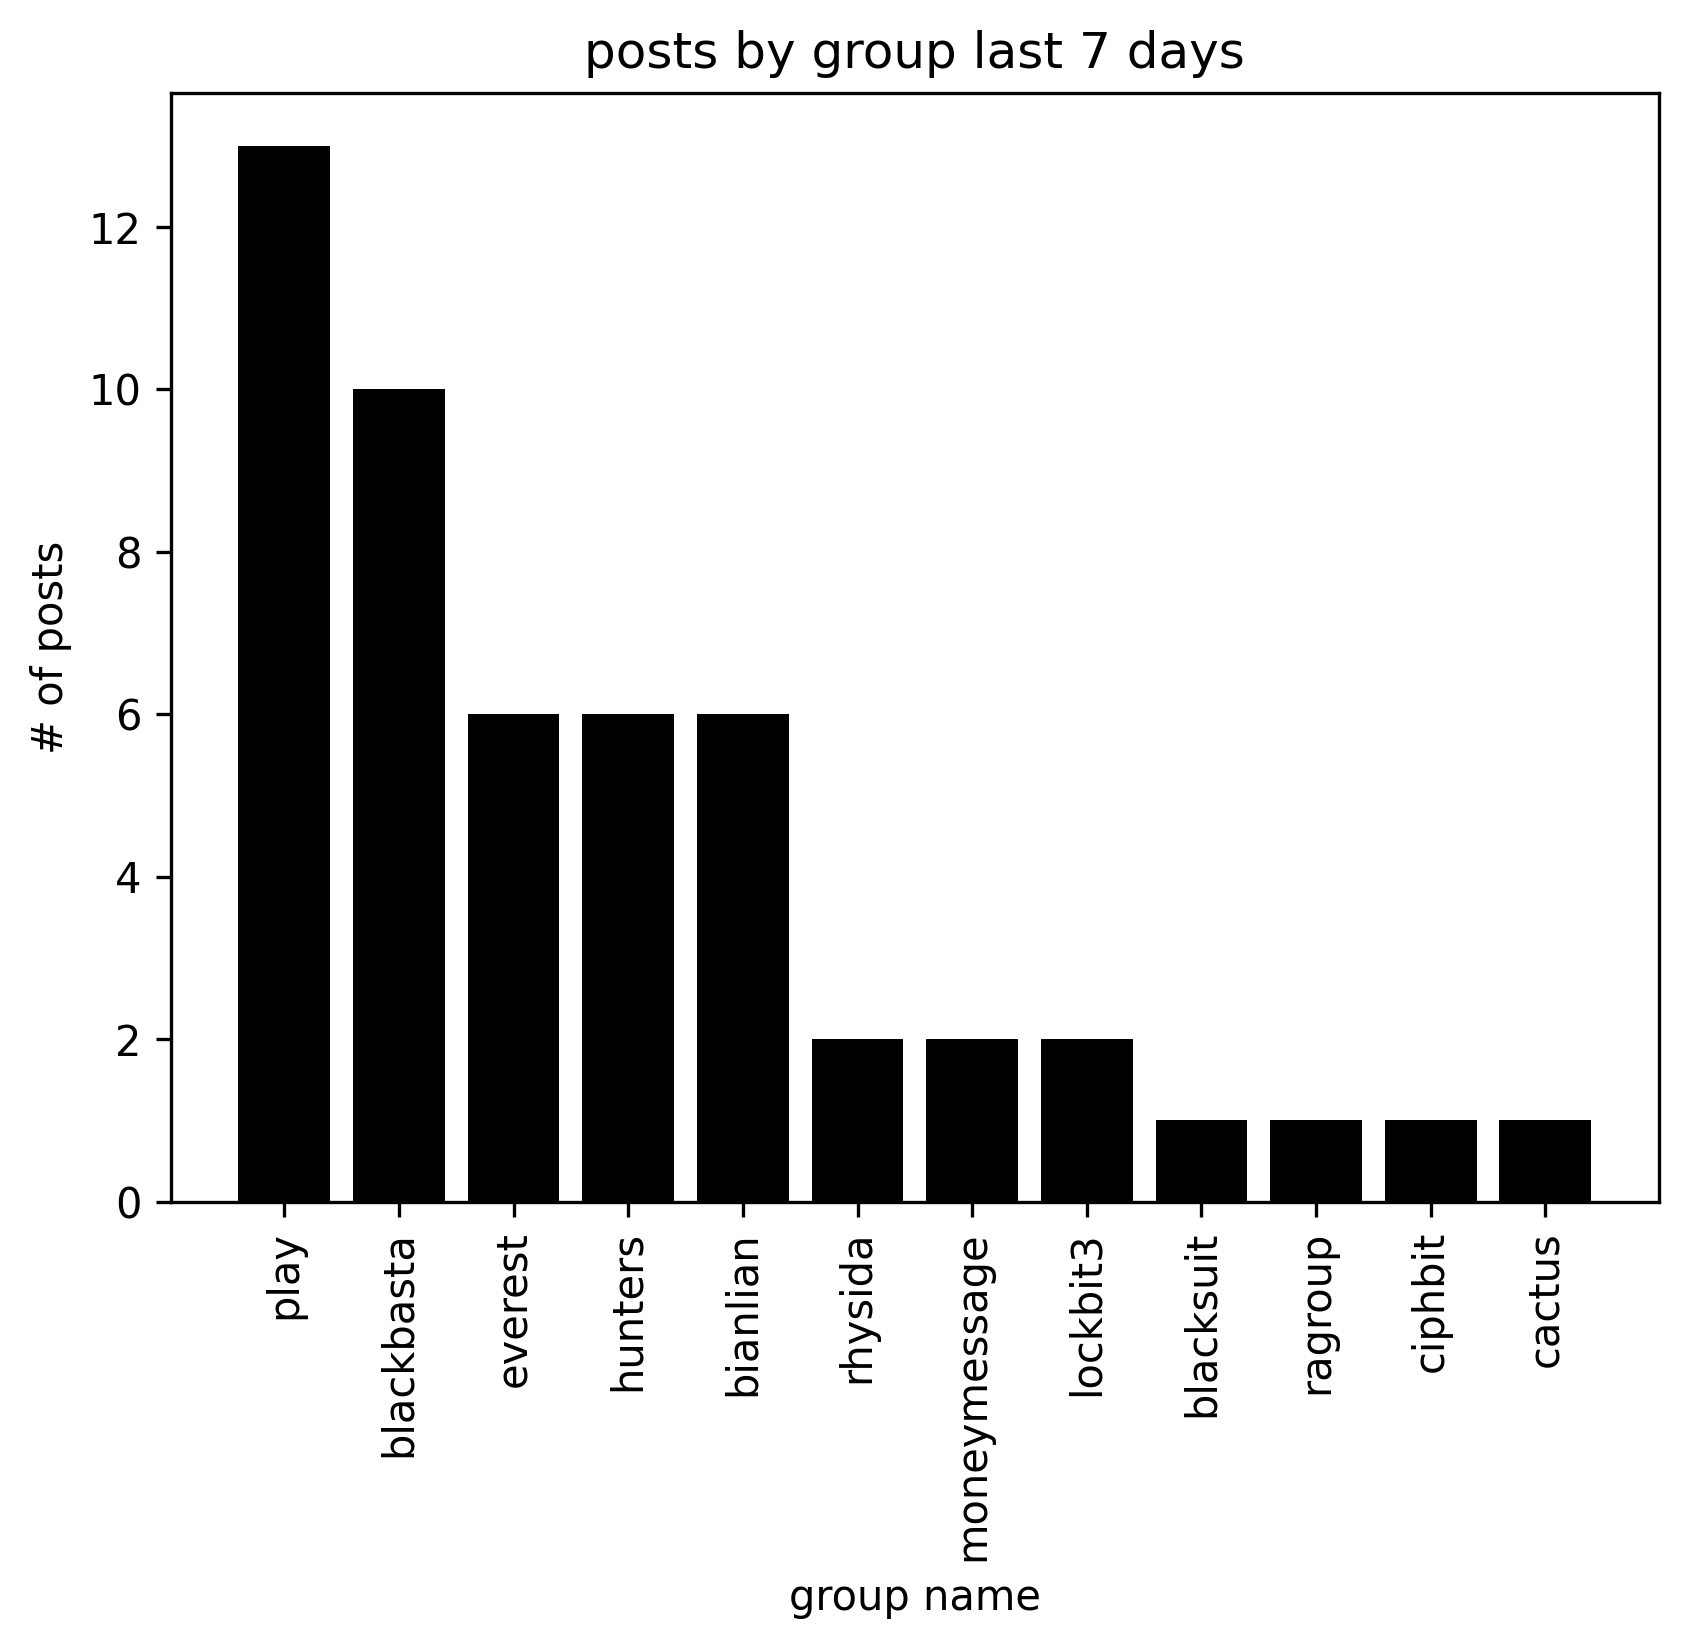 posts by group last 7 days
# of posts
12
10
8
6
4
2
0
play
blackbasta
everest
hunters
bianlian
rhysida
moneymessage
lockbit3
blacksuit
ragroup
ciphbit
cactus
group name